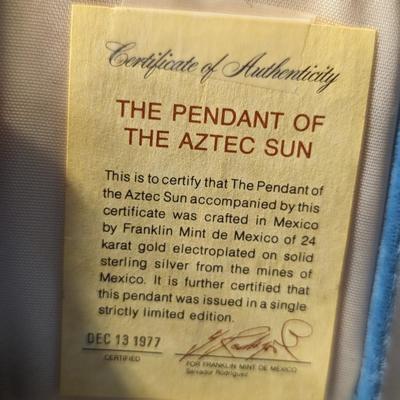 Certificate of Authenticity
THE PENDANT OF
THE AZTEC SUN
This is to certify that The Pendant of
the Aztec Sun accompanied by this
certificate was crafted in Mexico
by Franklin Mint de Mexico of 24
karat gold electroplated on solid
sterling silver from the mines of
Mexico. It is further certified that
this pendant was issued in a single
strictly limited edition.
DEC 13 1977
CERTIFIED
FOR FRANKLIN MINT DE MEXICO
Salvador Rodriguez